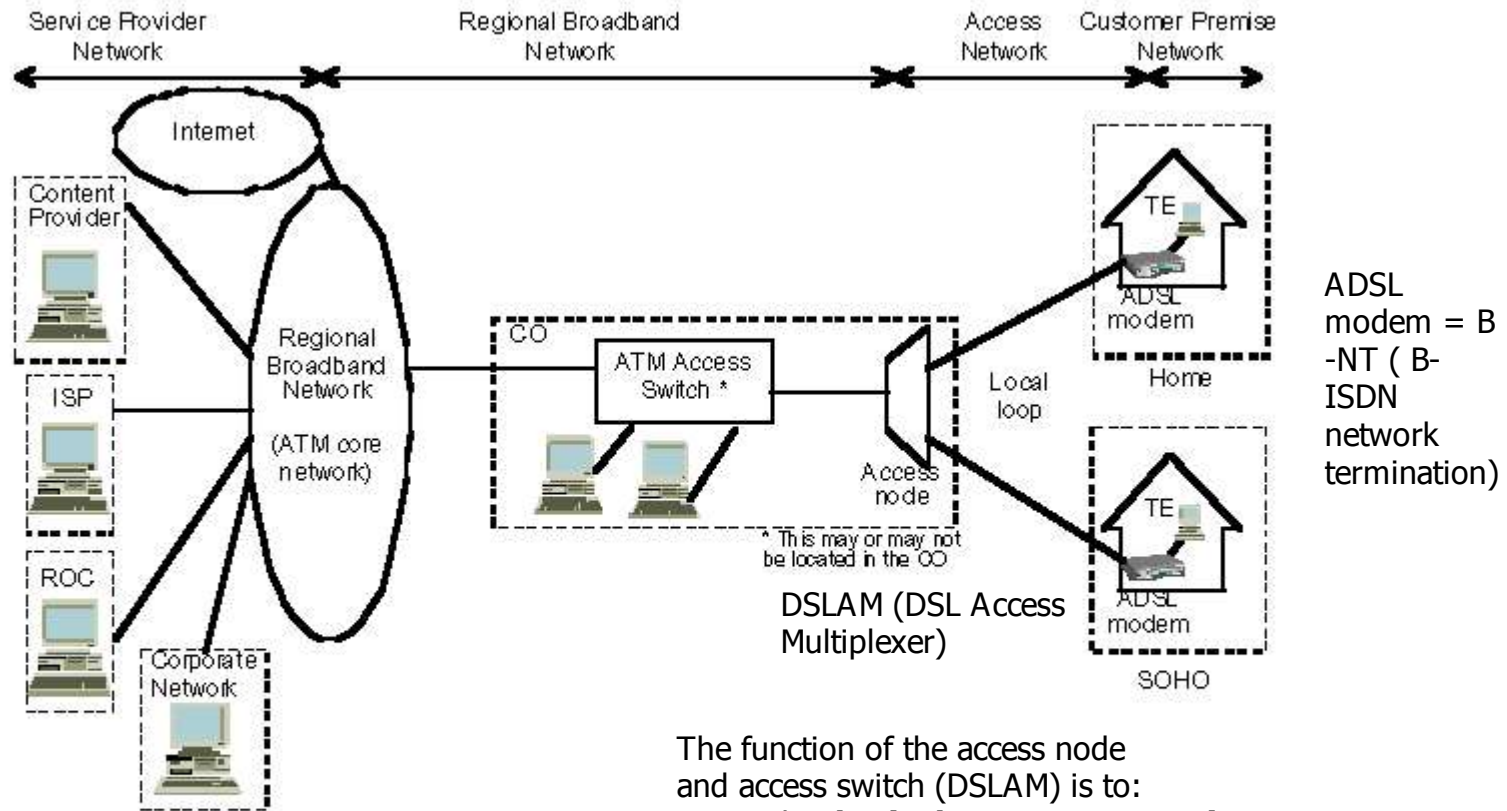 Service Provider
Network
Regional Broadband
Network
Access
Network
Customer Premise
Network
Internet
Content
Provider
ISP
ROC
Corporate
Network
Regional
Broadband
Network
(ATM core
network)
CO
ATM Access
Switch *
Access
node
* This may or may not
be located in the CO
Local
loop
TE
ADSL
modem
Home
TE
ADSL
modem
SOHO
ADSL
modem = B
-NT ( B-
ISDN
network
termination)
DSLAM (DSL Access
Multiplexer)
The function of the access node
and access switch (DSLAM) is to: